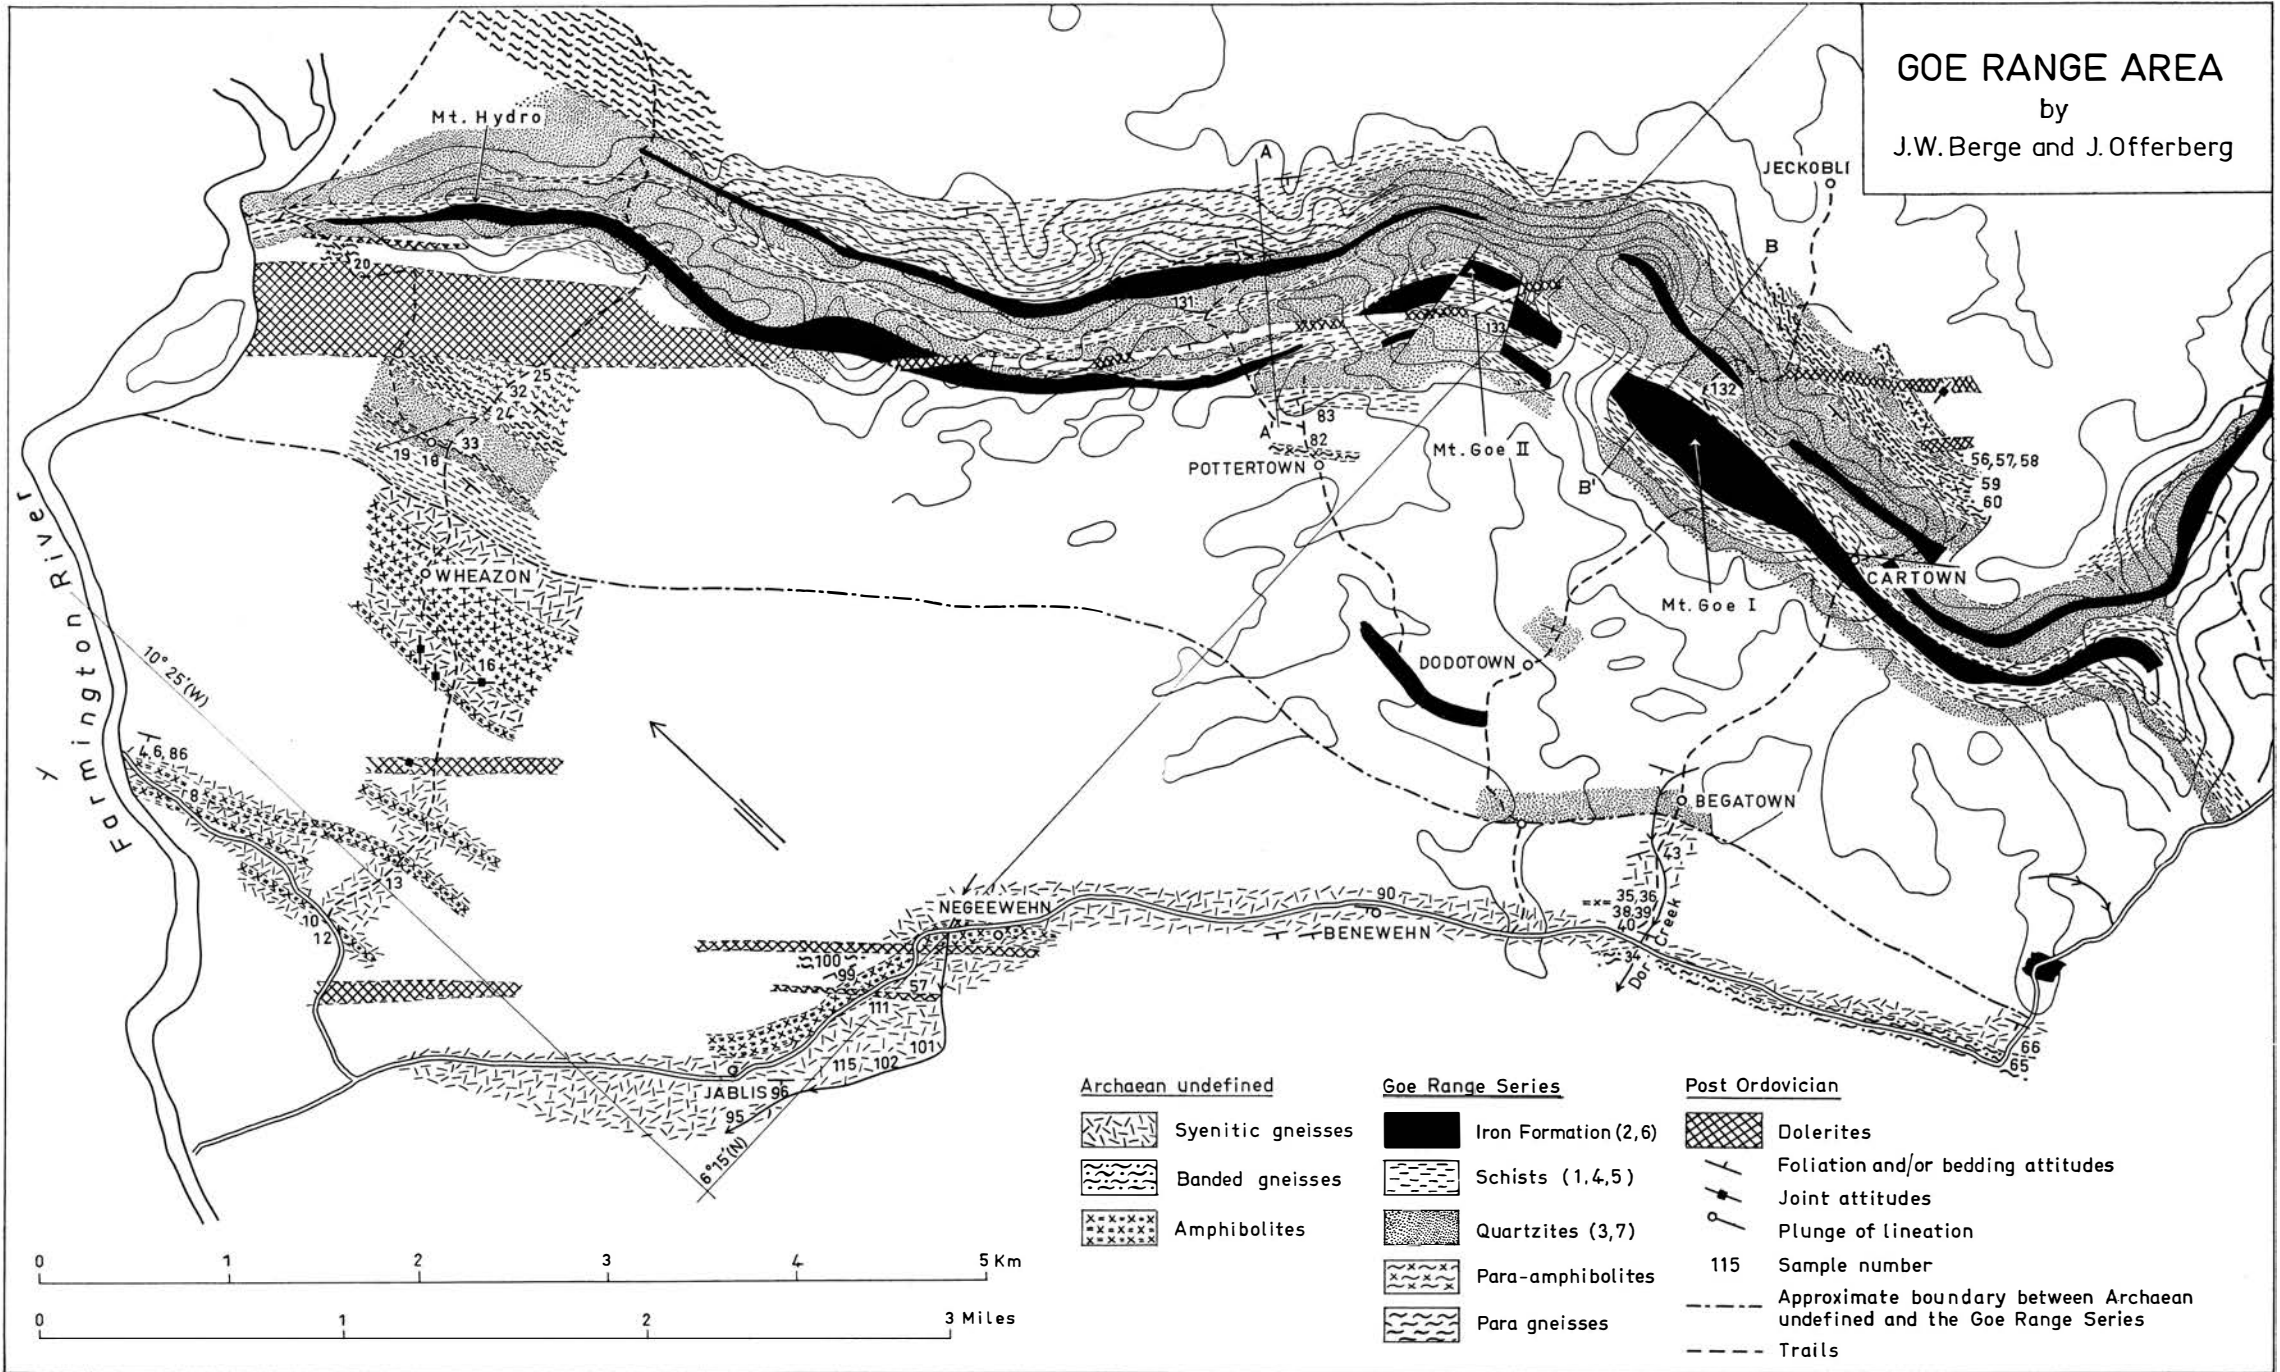 GOE RANGE AREA
by
J.W. Berge and J. Offerberg
Mt. Hydro
A
JECKOBLI
B
20
131
133
25
32
24
132
33
19 18
83
A'
82
Mt. Goe II
POTTERTOWN
B'
56,57,58
59
60
Farmington River
WHEAZON
CARTOWN
Mt. Goe I
10° 25' (W)
16
DODOTOWN
4,6,86
8
BEGATOWN
43
13
10
12
NEGEEWEHN
90
35,36
38,39
40
BENEWEHN
Dor Creek
34
100
99
57
111
101
115
102
66
65
JABLIS
96
95
6° 15' (N)
Archaean undefined
Syenitic gneisses
Banded gneisses
Amphibolites
Goe Range Series
Iron Formation (2,6)
Schists (1,4,5)
Quartzites (3,7)
Para-amphibolites
Para gneisses
Post Ordovician
Dolerites
Foliation and/or bedding attitudes
Joint attitudes
Plunge of lineation
115 Sample number
Approximate boundary between Archaean
undefined and the Goe Range Series
Trails
0 1 2 3 4 5 Km
0 1 2 3 Miles